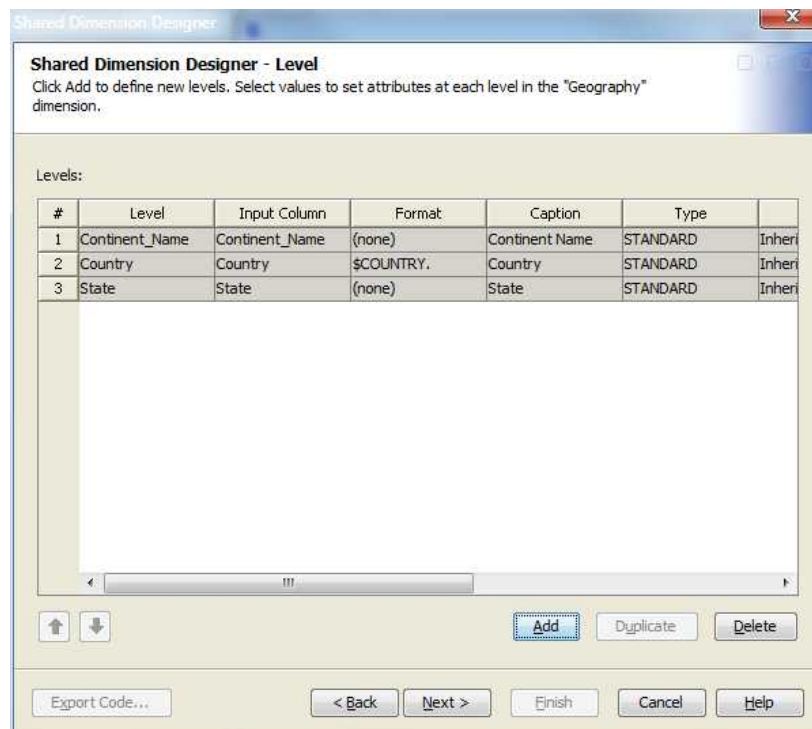 Shared Dimension Designer
Shared Dimension Designer - Level
Click Add to define new levels. Select values to set attributes at each level in the "Geography"
dimension.
Levels:
# Level Input Column Format Caption Type
1 Continent_Name Continent_Name (none) Continent Name STANDARD Inheri
2 Country Country $COUNTRY. Country STANDARD Inheri
3 State State (none) State STANDARD Inheri
Add Duplicate Delete
Export Code... < Back Next > Finish Cancel Help